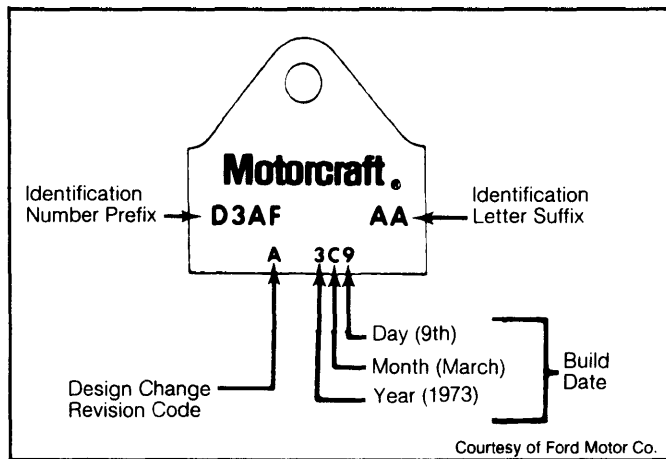 Motorcraft®
Identification
Number Prefix
D3AF
AA
Identification
Letter Suffix
A
3C9
Day (9th)
Month (March)
Year (1973)
Build
Date
Design Change
Revision Code
Courtesy of Ford Motor Co.